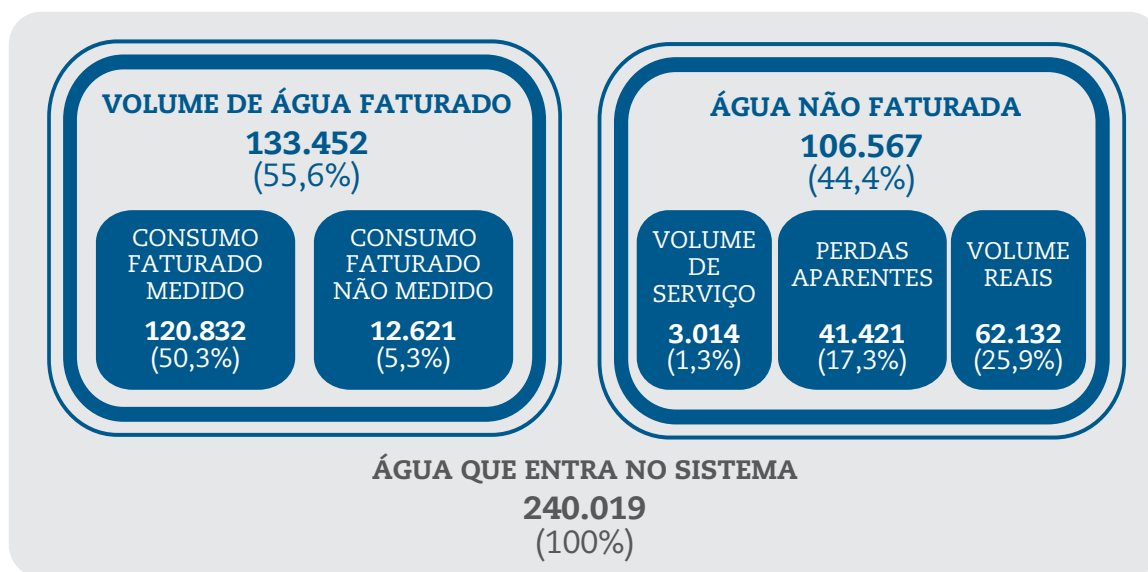 VOLUME DE ÁGUA FATURADO
133.452
(55,6%)
CONSUMO
FATURADO
MEDIDO
120.832
(50,3%)
CONSUMO
FATURADO
NÃO MEDIDO
12.621
(5,3%)
ÁGUA NÃO FATURADA
106.567
(44,4%)
VOLUME
DE
SERVIÇO
3.014
(1,3%)
PERDAS
APARENTES
41.421
(17,3%)
VOLUME
REAIS
62.132
(25,9%)
ÁGUA QUE ENTRA NO SISTEMA
240.019
(100%)